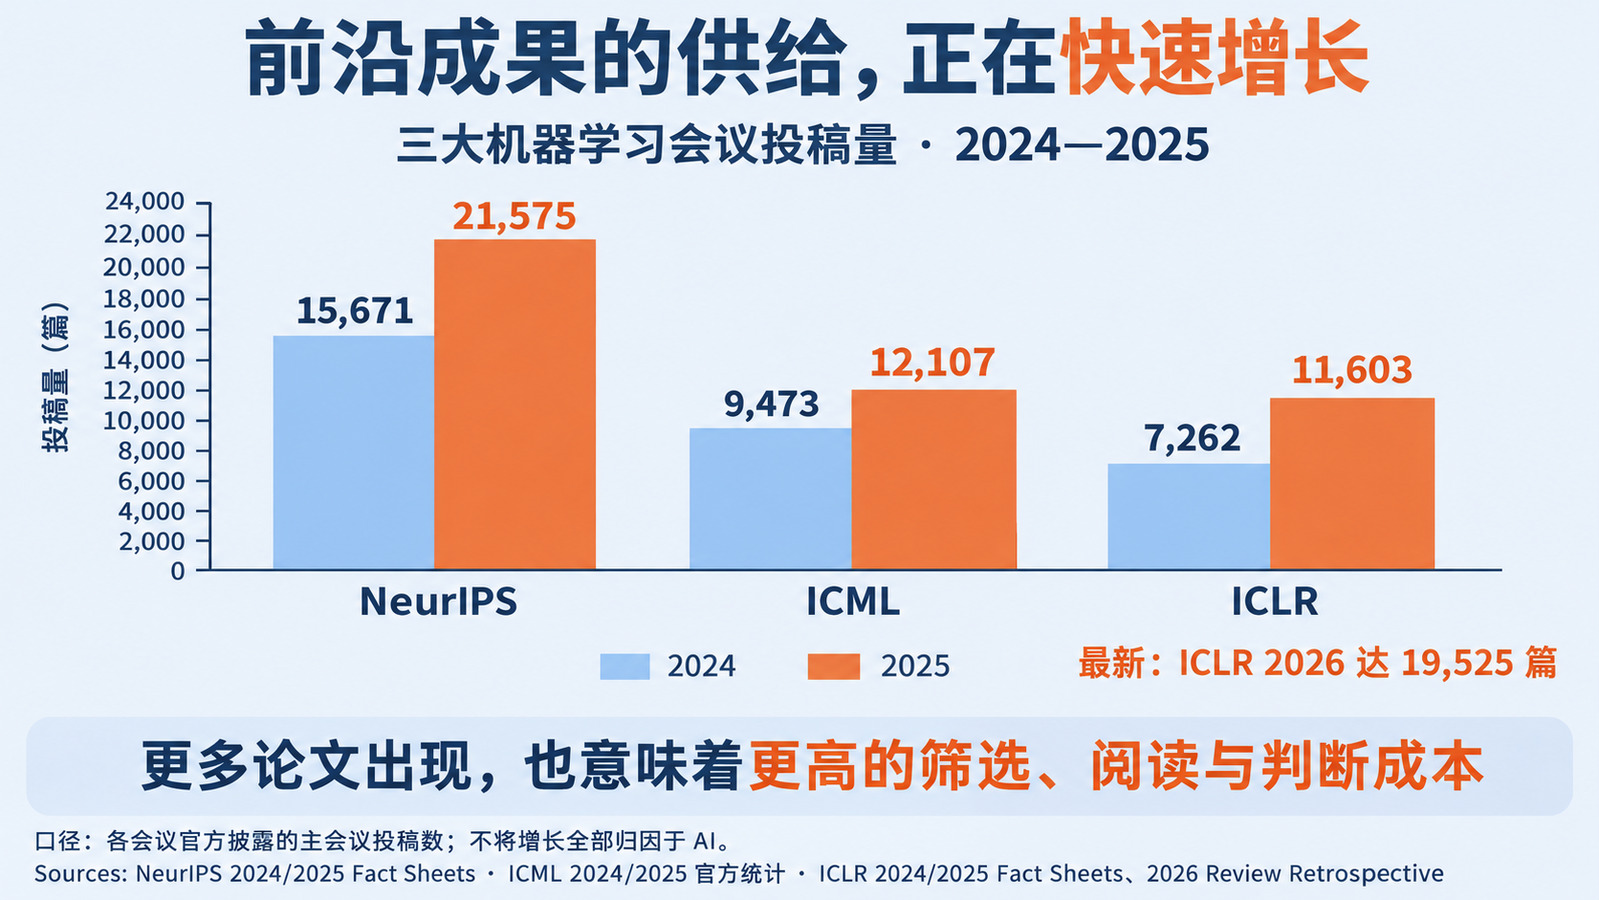 前沿成果的供给，正在快速增长
三大机器学习会议投稿量 · 2024—2025
投稿量（篇）
24,000
22,000
20,000
18,000
16,000
14,000
12,000
10,000
8,000
6,000
4,000
2,000
0
15,671
21,575
9,473
12,107
7,262
11,603
NeurIPS
ICML
ICLR
2024
2025
最新：ICLR 2026 达 19,525 篇
更多论文出现，也意味着更高的筛选、阅读与判断成本
口径：各会议官方披露的主会议投稿数；不将增长全部归因于 AI。
Sources: NeurIPS 2024/2025 Fact Sheets · ICML 2024/2025 官方统计 · ICLR 2024/2025 Fact Sheets、2026 Review Retrospective